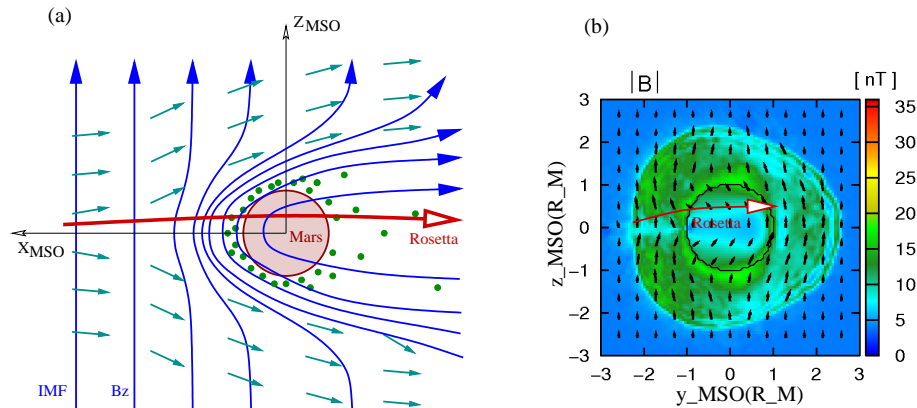 (a)
Z_MSO
X_MSO
Mars
Rosetta
IMF
Bz
(b)
|B|
[ nT ]
z_MSO(R_M)
3
2
1
0
−1
−2
−3
Rosetta
−3 −2 −1 0 1 2 3
y_MSO(R_M)
35
30
25
20
15
10
5
0